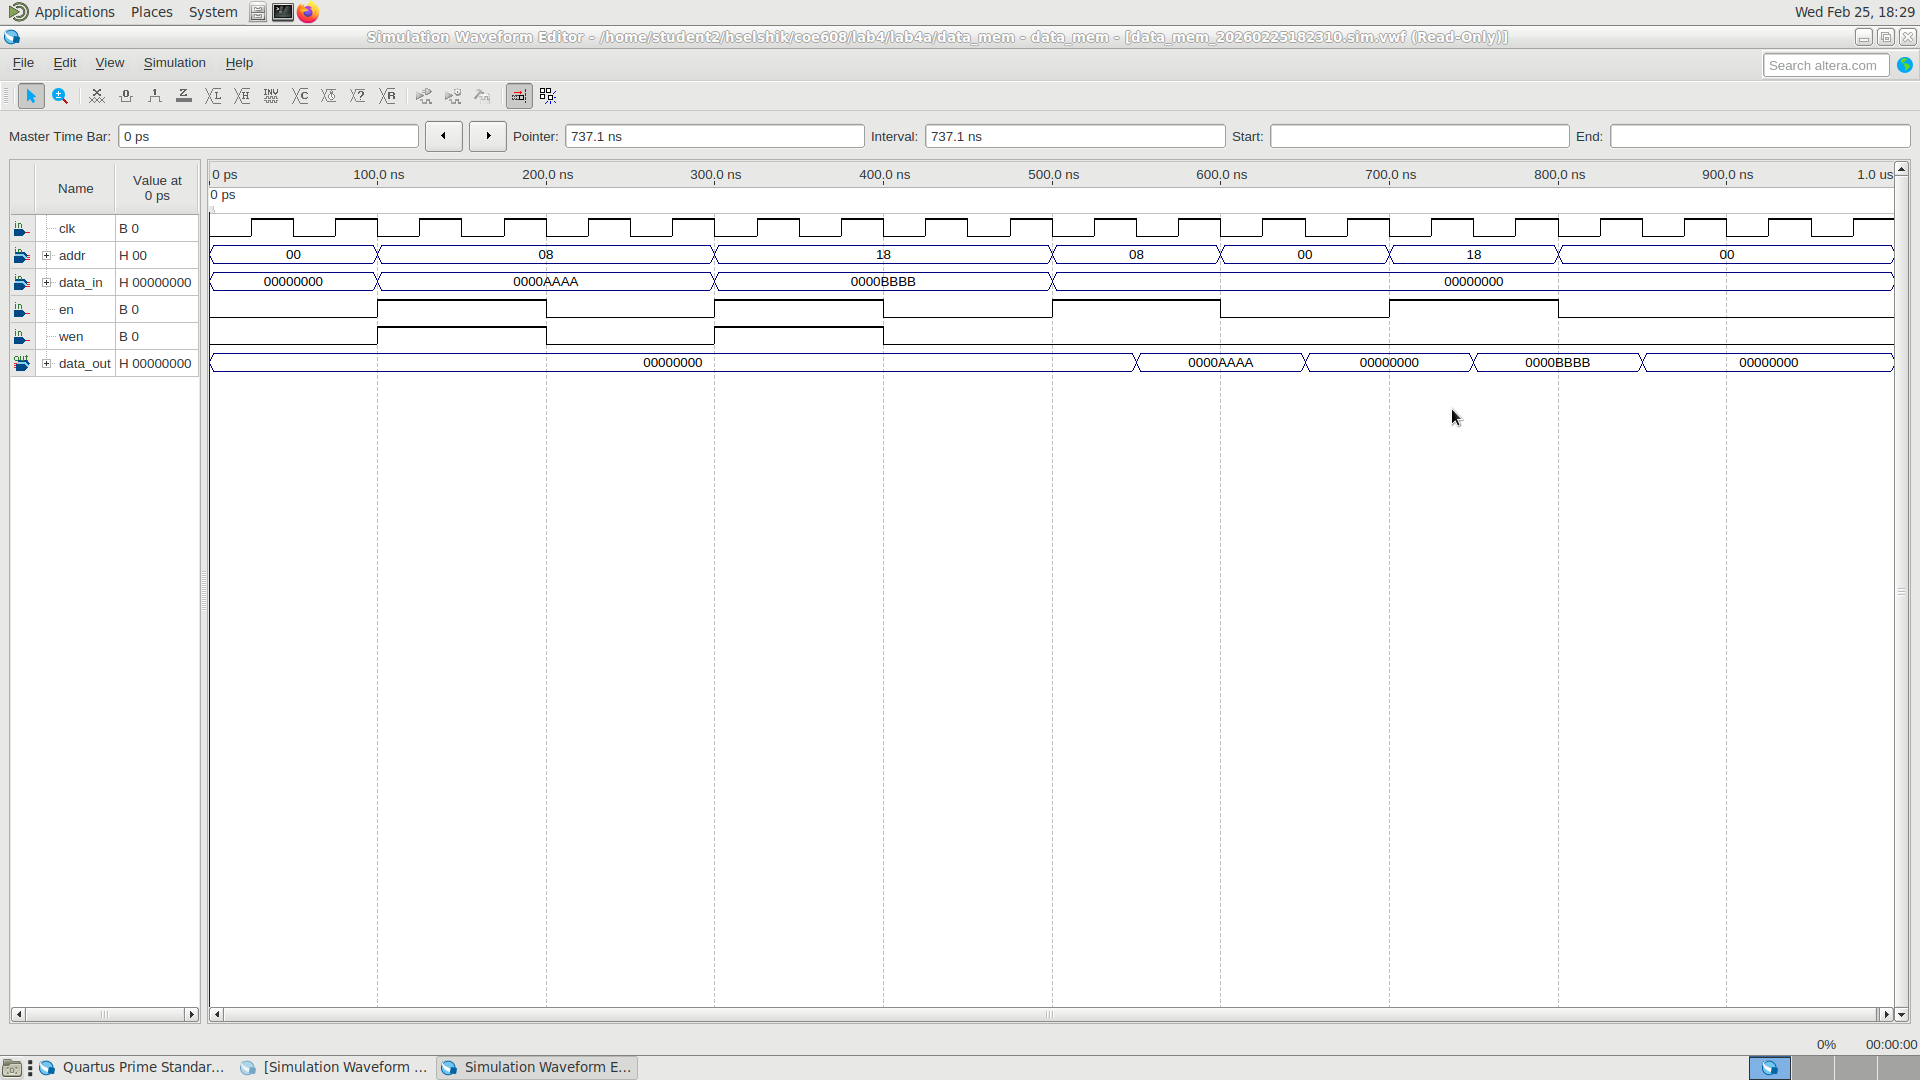 Applications Places System Wed Feb 25, 18:29
Simulation Waveform Editor - /home/student2/hselshik/coe608/lab4/lab4a/data_mem - data_mem - [data_mem_20260225182310.sim.vwf (Read-Only)]
File Edit View Simulation Help Search altera.com
Master Time Bar: 0 ps Pointer: 737.1 ns Interval: 737.1 ns Start: End:
Name Value at 0 ps
0 ps 100.0 ns 200.0 ns 300.0 ns 400.0 ns 500.0 ns 600.0 ns 700.0 ns 800.0 ns 900.0 ns 1.0 us
0 ps
in clk B 0
in addr H 00 00 08 18 08 00 18 00
in data_in H 00000000 00000000 0000AAAA 0000BBBB 00000000
in en B 0
in wen B 0
out data_out H 00000000 00000000 0000AAAA 00000000 0000BBBB 00000000
0% 00:00:00
Quartus Prime Standar... [Simulation Waveform ... Simulation Waveform E...